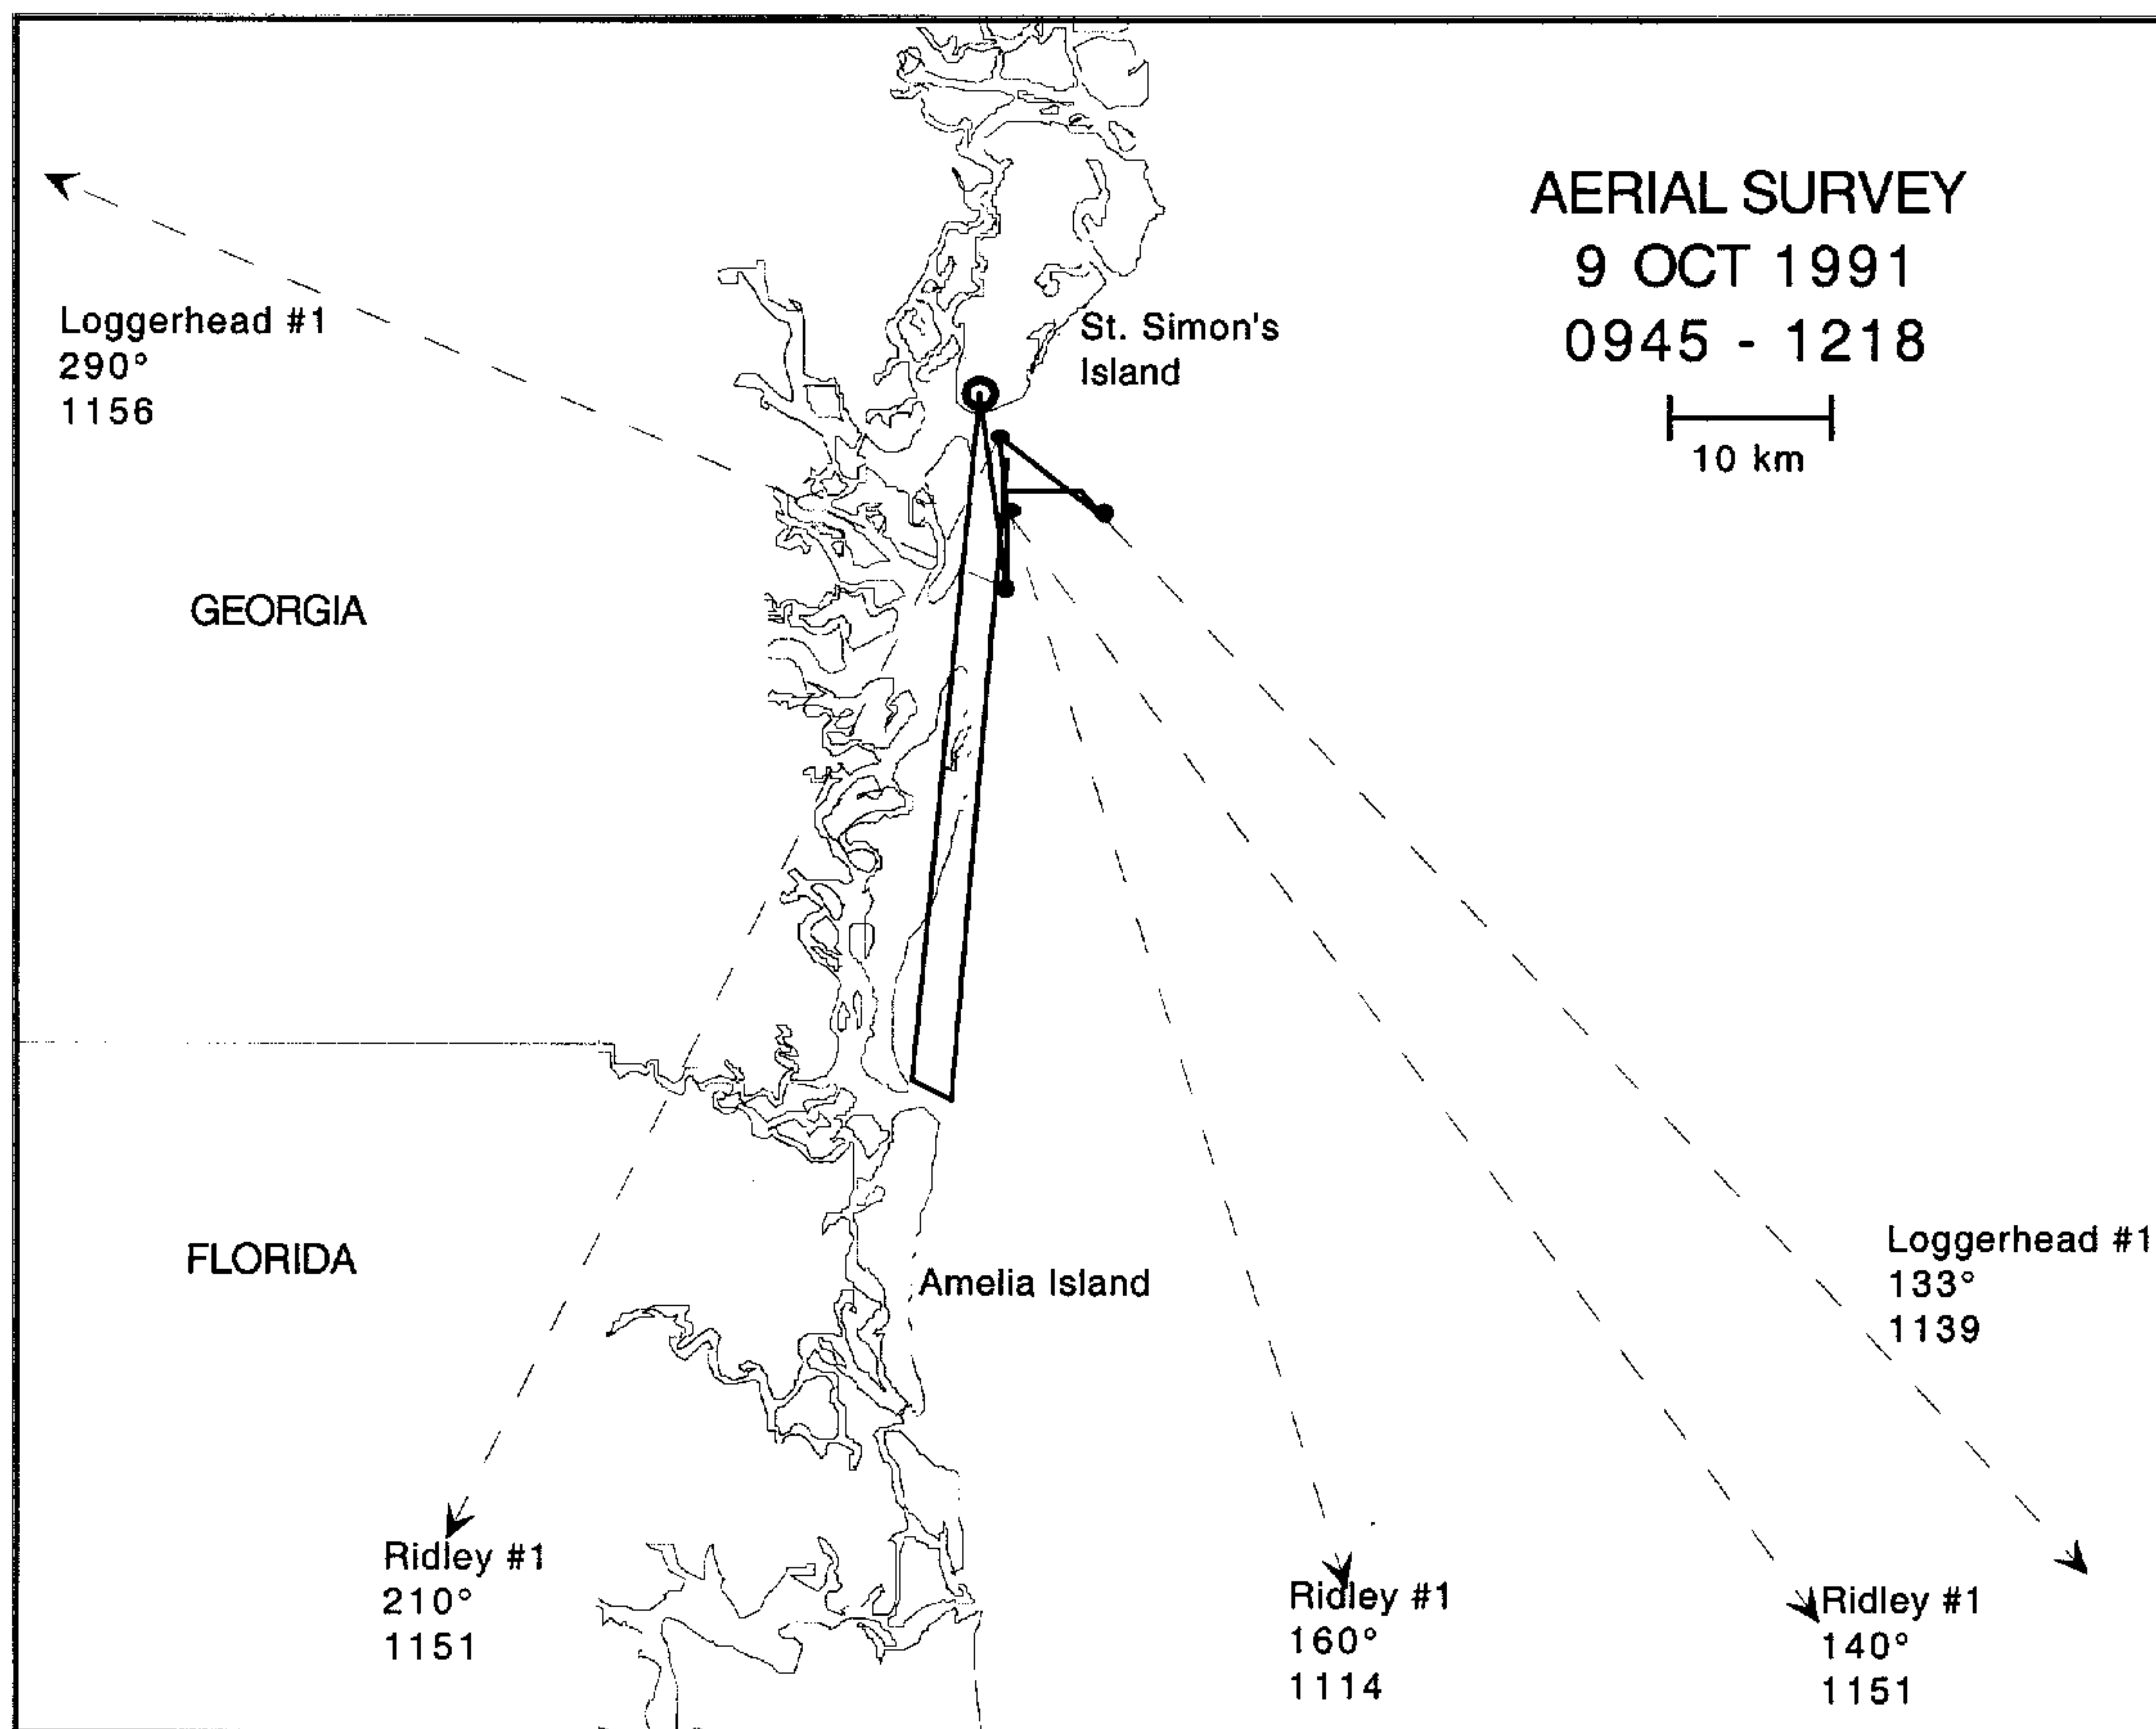 AERIAL SURVEY
9 OCT 1991
0945 - 1218
10 km
Loggerhead #1
290°
1156
St. Simon's
Island
GEORGIA
FLORIDA
Amelia Island
Loggerhead #1
133°
1139
Ridley #1
210°
1151
Ridley #1
160°
1114
Ridley #1
140°
1151